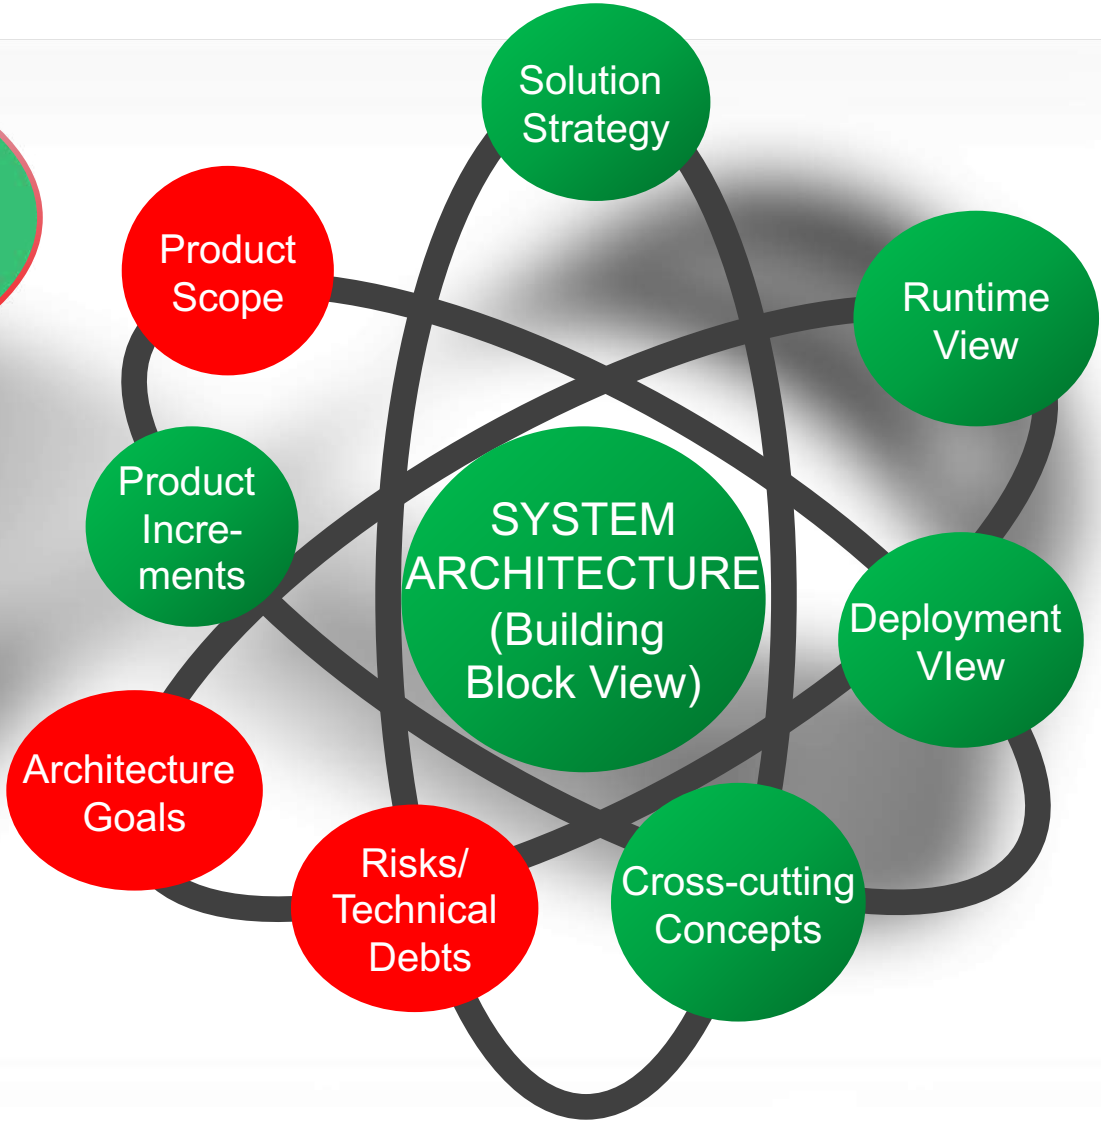 Solution
Strategy
Product
Scope
Runtime
View
Product
Incre-
ments
SYSTEM
ARCHITECTURE
(Building
Block View)
Deployment
VIew
Architecture
Goals
Risks/
Technical
Debts
Cross-cutting
Concepts